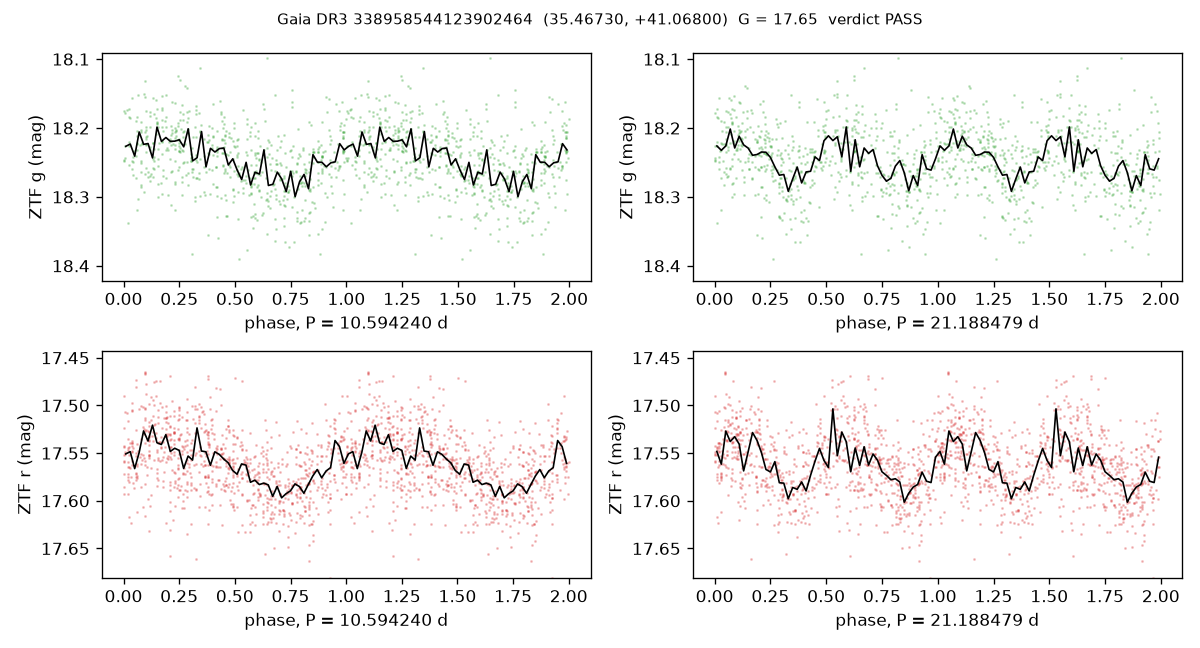 Gaia DR3 338958544123902464  (35.46730, +41.06800)  G = 17.65  verdict PASS
18.1
18.2
18.3
18.4
ZTF g (mag)
0.00 0.25 0.50 0.75 1.00 1.25 1.50 1.75 2.00
phase, P = 10.594240 d
18.1
18.2
18.3
18.4
ZTF g (mag)
0.00 0.25 0.50 0.75 1.00 1.25 1.50 1.75 2.00
phase, P = 21.188479 d
17.45
17.50
17.55
17.60
17.65
ZTF r (mag)
0.00 0.25 0.50 0.75 1.00 1.25 1.50 1.75 2.00
phase, P = 10.594240 d
17.45
17.50
17.55
17.60
17.65
ZTF r (mag)
0.00 0.25 0.50 0.75 1.00 1.25 1.50 1.75 2.00
phase, P = 21.188479 d